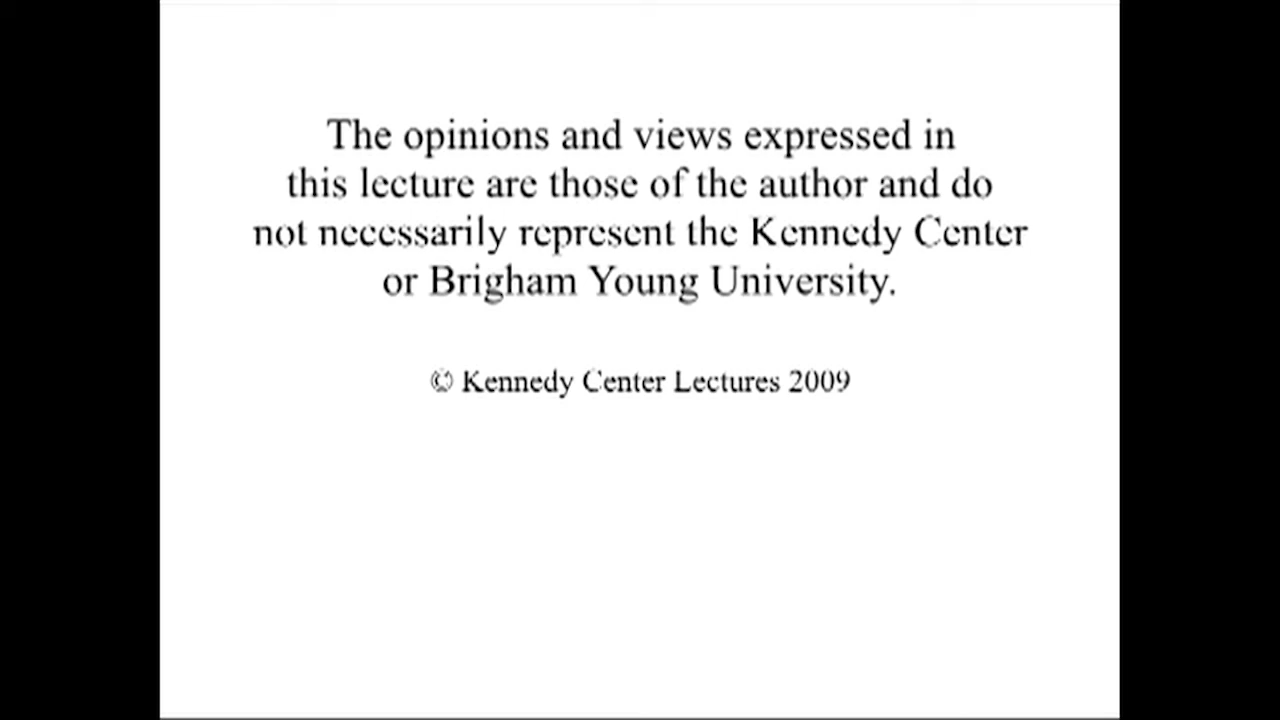 The opinions and views expressed in
this lecture are those of the author and do
not necessarily represent the Kennedy Center
or Brigham Young University.
© Kennedy Center Lectures 2009